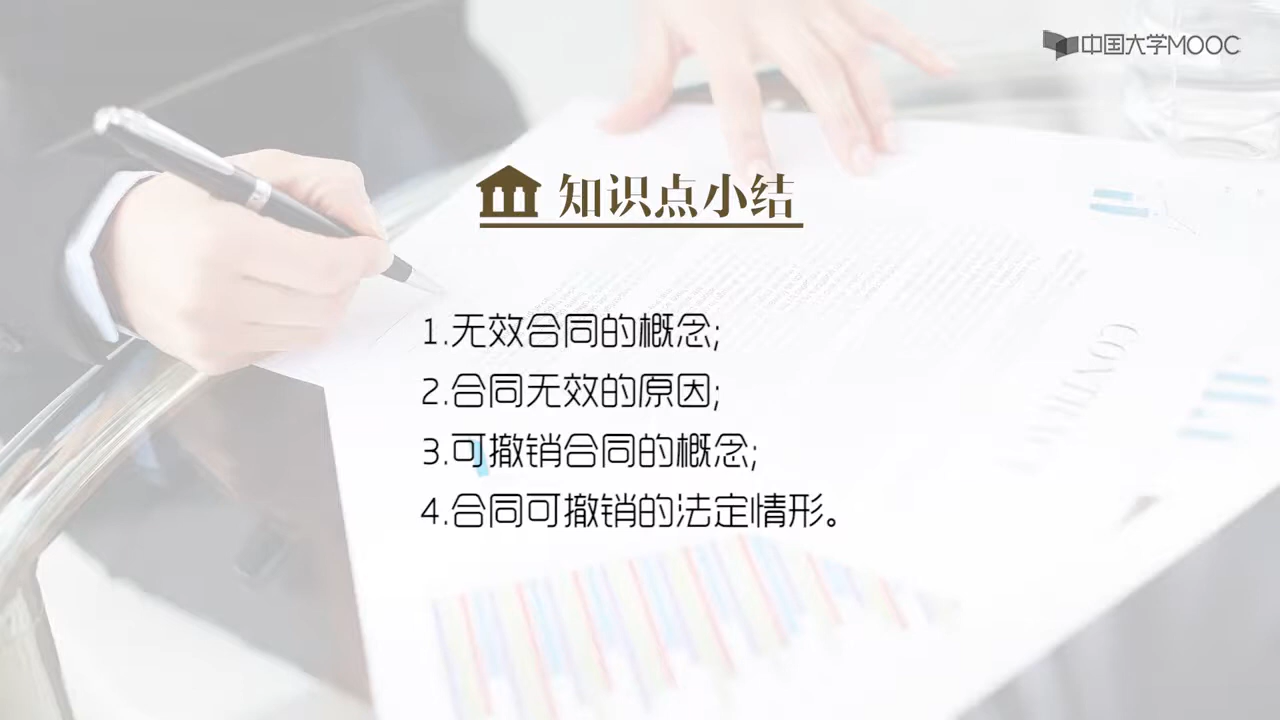 中国大学MOOC
知识点小结
1.无效合同的概念;
2.合同无效的原因;
3.可撤销合同的概念;
4.合同可撤销的法定情形。